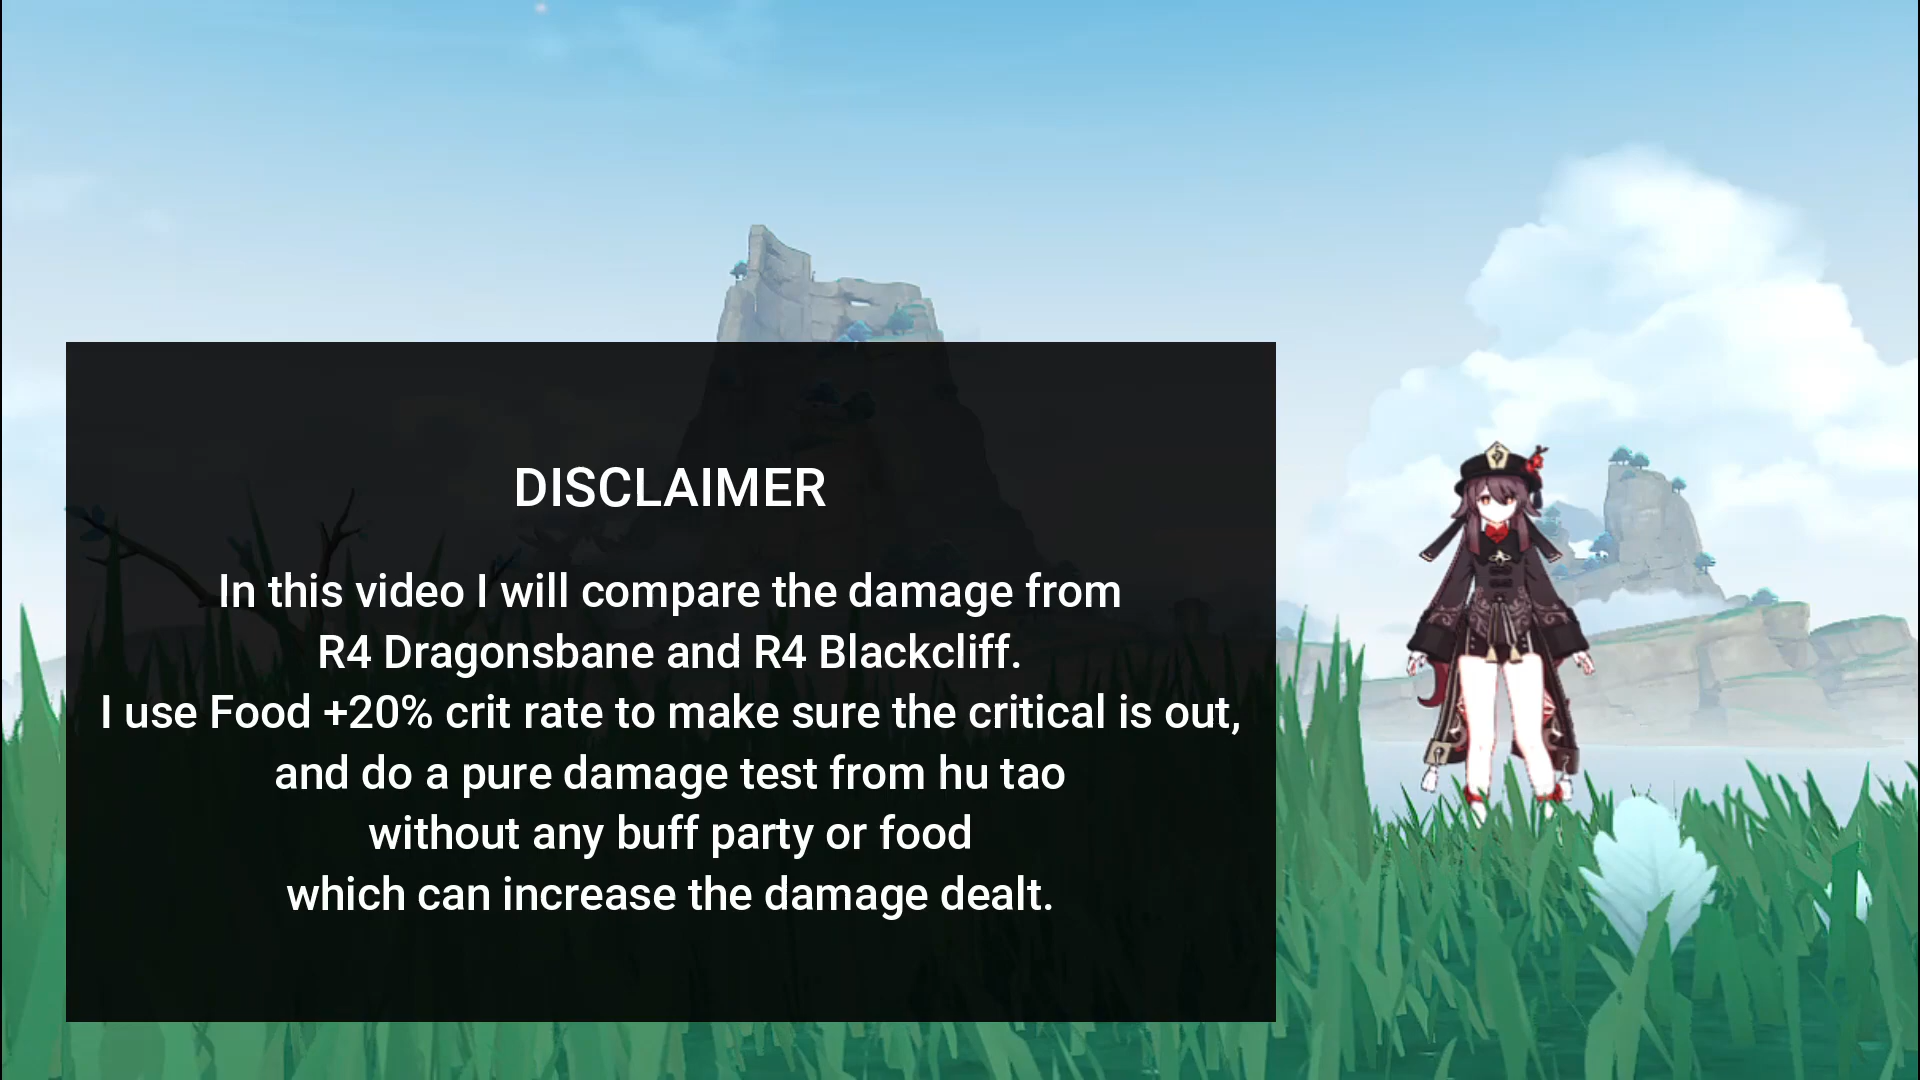 DISCLAIMER
In this video I will compare the damage from
R4 Dragonsbane and R4 Blackcliff.
I use Food +20% crit rate to make sure the critical is out,
and do a pure damage test from hu tao
without any buff party or food
which can increase the damage dealt.